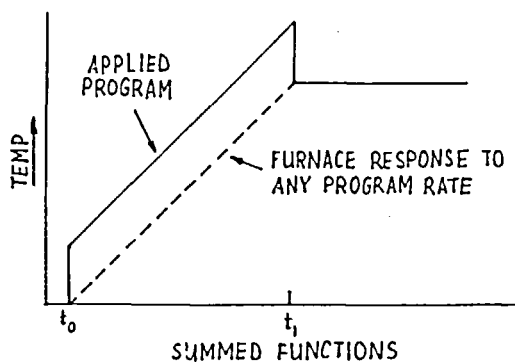 APPLIED
PROGRAM
TEMP
FURNACE RESPONSE TO
ANY PROGRAM RATE
t₀
t₁
SUMMED FUNCTIONS